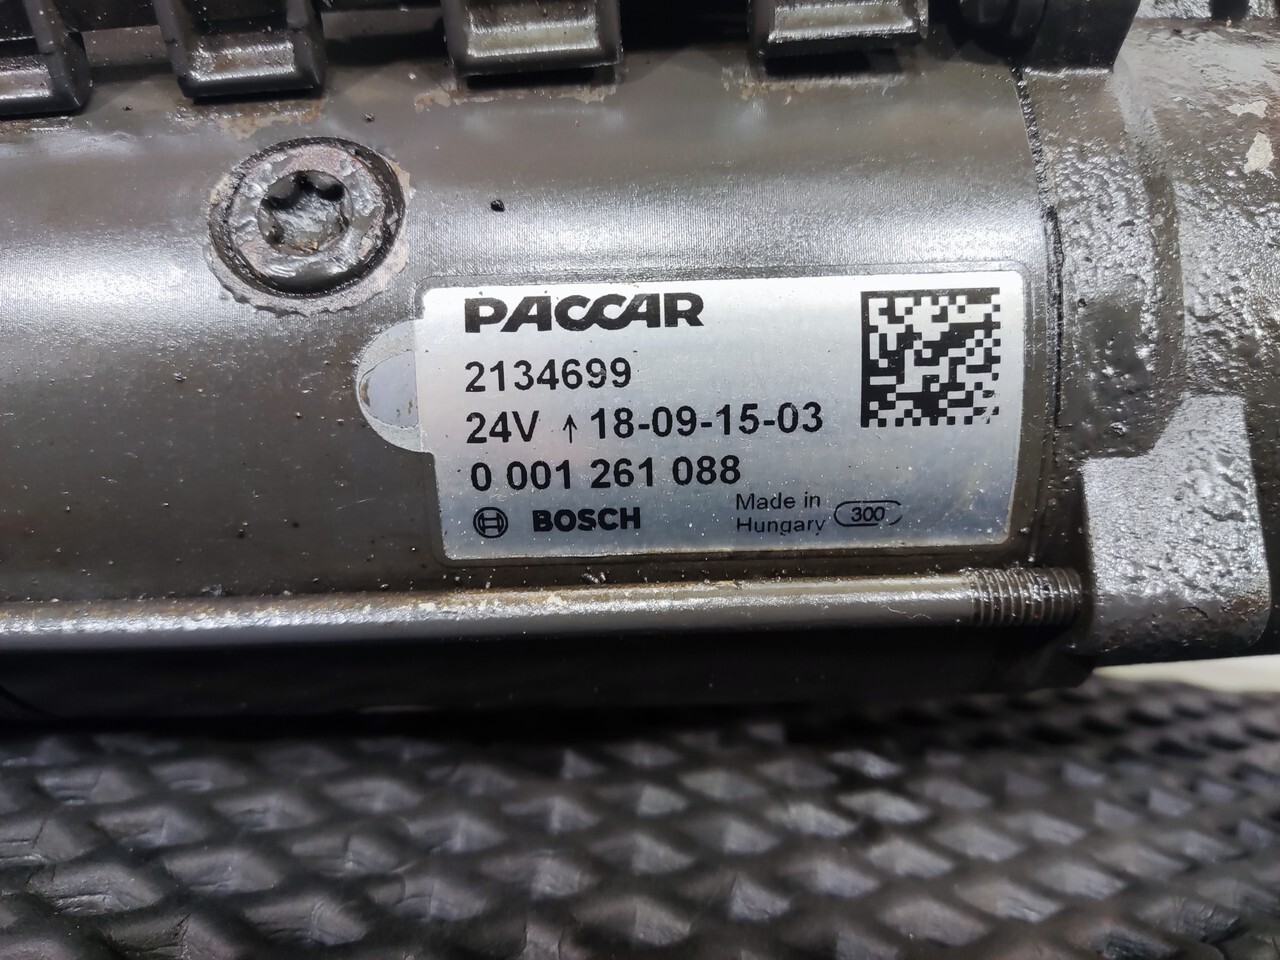 PACCAR
2134699
24V ↑ 18-09-15-03
0 001 261 088
BOSCH
Made in
Hungary
300